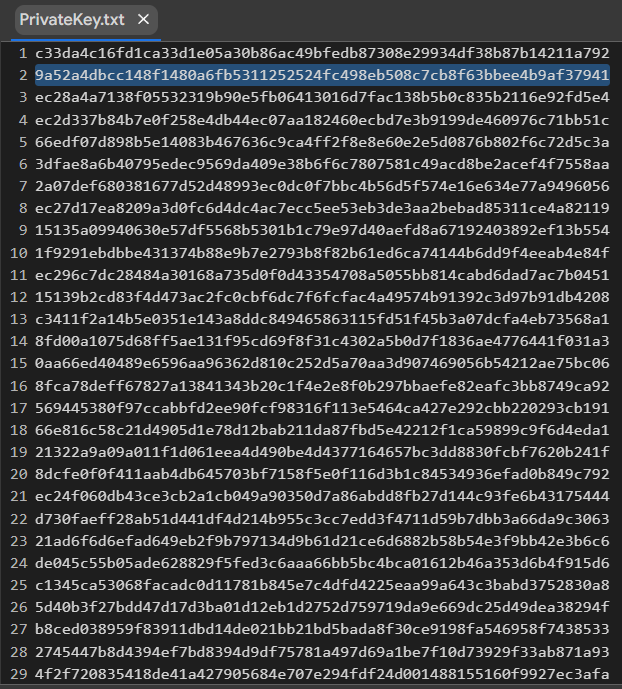 PrivateKey.txt
1 c33da4c16fd1ca33d1e05a30b86ac49bfedb87308e29934df38b87b14211a792
2 9a52a4dbcc148f1480a6fb5311252524fc498eb508c7cb8f63bbee4b9af37941
3 ec28a4a7138f05532319b90e5fb06413016d7fac138b5b0c835b2116e92fd5e4
4 ec2d337b84b7e0f258e4db44ec07aa182460ecbd7e3b9199de460976c71bb51c
5 66edf07d898b5e14083b467636c9ca4ff2f8e8e60e2e5d0876b802f6c72d5c3a
6 3dfae8a6b40795edec9569da409e38b6f6c7807581c49acd8be2acef4f7558aa
7 2a07def680381677d52d48993ec0dc0f7bbc4b56d5f574e16e634e77a9496056
8 ec27d17ea8209a3d0fc6d4dc4ac7ecc5ee53eb3de3aa2bebad85311ce4a82119
9 15135a09940630e57df5568b5301b1c79e97d40aefd8a67192403892ef13b554
10 1f9291ebdbbe431374b88e9b7e2793b8f82b61ed6ca74144b6dd9f4eeab4e84f
11 ec296c7dc28484a30168a735d0f0d43354708a5055bb814cabd6dad7ac7b0451
12 15139b2cd83f4d473ac2fc0cbf6dc7f6fcfac4a49574b91392c3d97b91db4208
13 c3411f2a14b5e0351e143a8ddc849465863115fd51f45b3a07dcfa4eb73568a1
14 8fd00a1075d68ff5ae131f95cd69f8f31c4302a5b0d7f1836ae4776441f031a3
15 0aa66ed40489e6596aa96362d810c252d5a70aa3d907469056b54212ae75bc06
16 8fca78deff67827a13841343b20c1f4e2e8f0b297bbaefe82eafc3bb8749ca92
17 569445380f97ccabbfd2ee90fcf98316f113e5464ca427e292cbb220293cb191
18 66e816c58c21d4905d1e78d12bab211da87fbd5e42212f1ca59899c9f6d4eda1
19 21322a9a09a011f1d061eea4d490be4d4377164657bc3dd8830fcbf7620b241f
20 8dcfe0f0f411aab4db645703bf7158f5e0f116d3b1c84534936efad0b849c792
21 ec24f060db43ce3cb2a1cb049a90350d7a86abdd8fb27d144c93fe6b43175444
22 d730faeff28ab51d441df4d214b955c3cc7edd3f4711d59b7dbb3a66da9c3063
23 21ad6f6d6efad649eb2f9b797134d9b61d21ce6d6882b58b54e3f9bb42e3b6c6
24 de045c55b05ade628829f5fed3c6aaa66bb5bc4bca01612b46a353d6b4f915d6
25 c1345ca53068facadc0d11781b845e7c4dfd4225eaa99a643c3babd3752830a8
26 5d40b3f27bdd47d17d3ba01d12eb1d2752d759719da9e669dc25d49dea38294f
27 b8ced038959f83911dbd14de021bb21bd5bada8f30ce9198fa546958f7438533
28 2745447b8d4394ef7bd8394d9df75781a497d69a1be7f10d73929f33ab871a93
29 4f2f720835418de41a427905684e707e294fdf24d001488155160f9927ec3afa